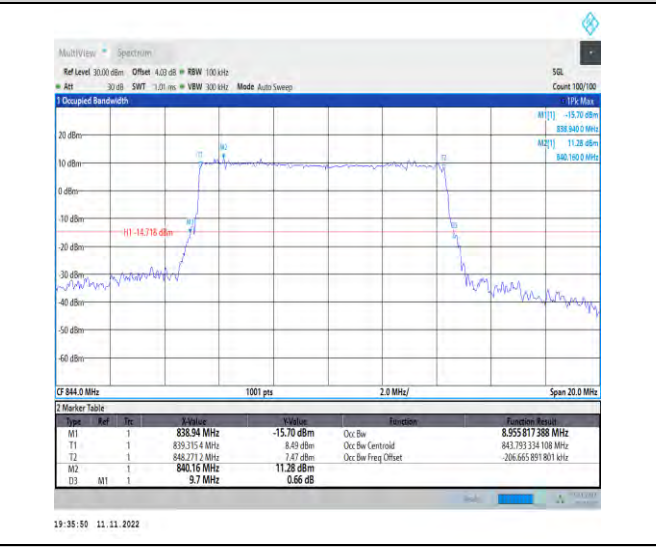 MultiView Spectrum
Ref Level 30.00 dBm Offset 4.03 dB RBW 100 kHz SGL
Att 30 dB SWT 1.01 ms VBW 300 kHz Mode Auto Sweep Count 100/100
1 Occupied Bandwidth 1Pk Max
M1[1] -15.70 dBm
838.940 0 MHz
M2[1] 11.28 dBm
840.160 0 MHz
20 dBm
M2
T1 T2
10 dBm
0 dBm
-10 dBm
M1 D3
H1 -14.718 dBm
-20 dBm
-30 dBm
-40 dBm
-50 dBm
-60 dBm
CF 844.0 MHz 1001 pts 2.0 MHz/ Span 20.0 MHz
2 Marker Table
Type Ref Trc X-Value Y-Value Function Function Result
M1 1 838.94 MHz -15.70 dBm Occ Bw 8.955 817 388 MHz
T1 1 839.315 4 MHz 8.49 dBm Occ Bw Centroid 843.793 334 108 MHz
T2 1 848.271 2 MHz 7.47 dBm Occ Bw Freq Offset -206.665 891 801 kHz
M2 1 840.16 MHz 11.28 dBm
D3 M1 1 9.7 MHz 0.66 dB
19:35:50 11.11.2022